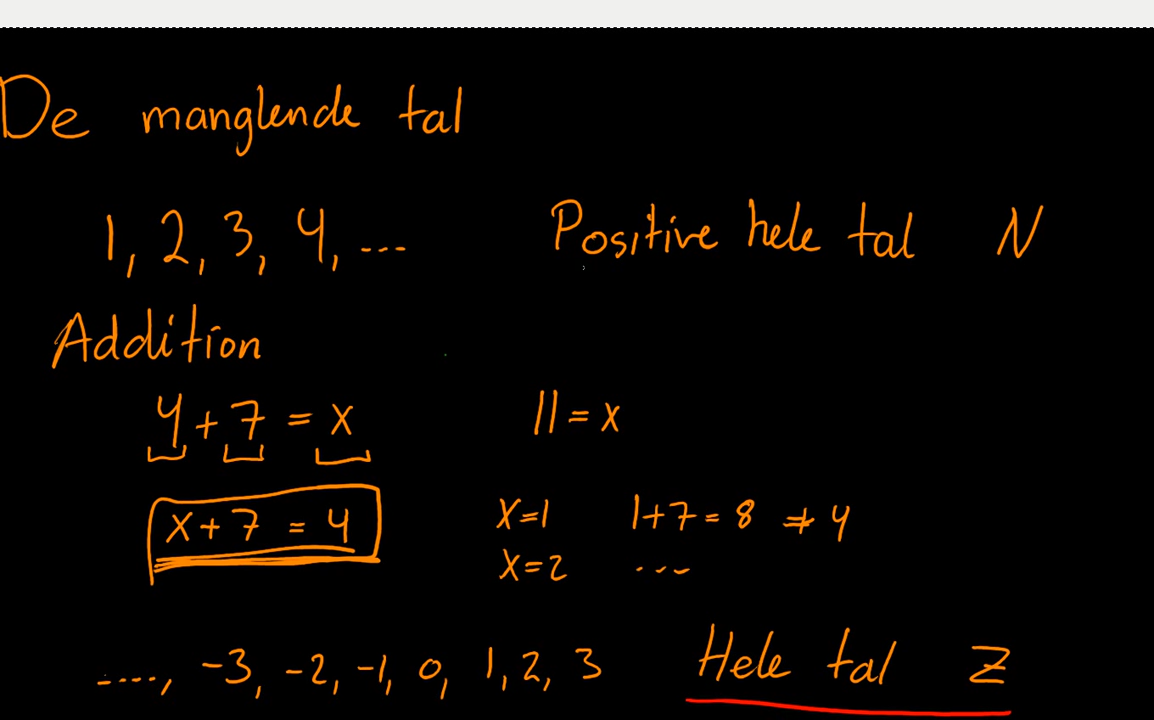 De manglende tal
1, 2, 3, 4, ... Positive hele tal N
Addition
4 + 7 = x 11 = x
x + 7 = 4 x = 1 1 + 7 = 8 ≠ 4
x = 2 ...
...., -3, -2, -1, 0, 1, 2, 3 Hele tal Z